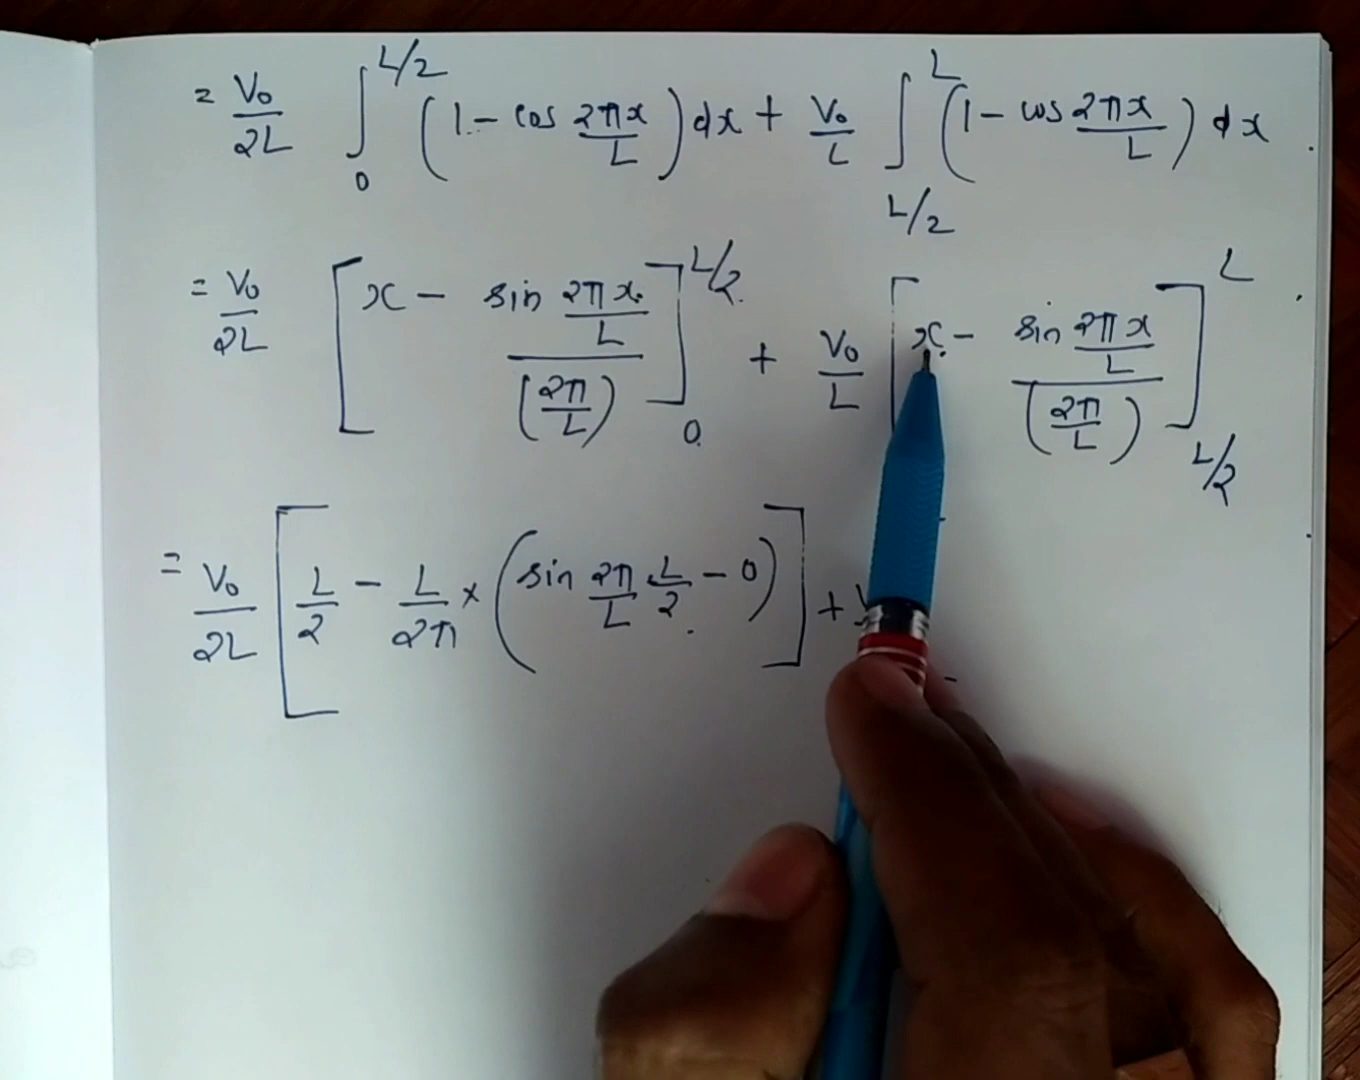 = V₀/2L ∫₀^{L/2} (1 - cos 2πx/L) dx + V₀/L ∫_{L/2}^{L} (1 - cos 2πx/L) dx .
= V₀/2L [x - sin 2πx/L / (2π/L)]₀^{L/2} + V₀/L [x - sin 2πx/L / (2π/L)]_{L/2}^{L}
= V₀/2L [L/2 - L/2π × (sin 2π/L · L/2 - 0)] +